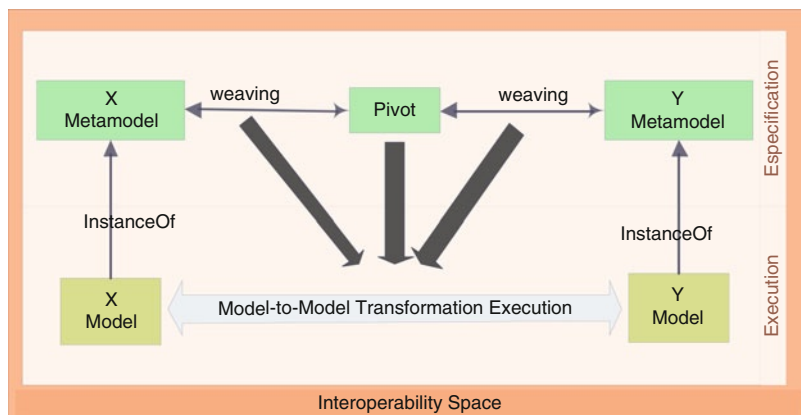 X
Metamodel
weaving
Pivot
weaving
Y
Metamodel
Especification
InstanceOf
InstanceOf
X
Model
Model-to-Model Transformation Execution
Y
Model
Execution
Interoperability Space